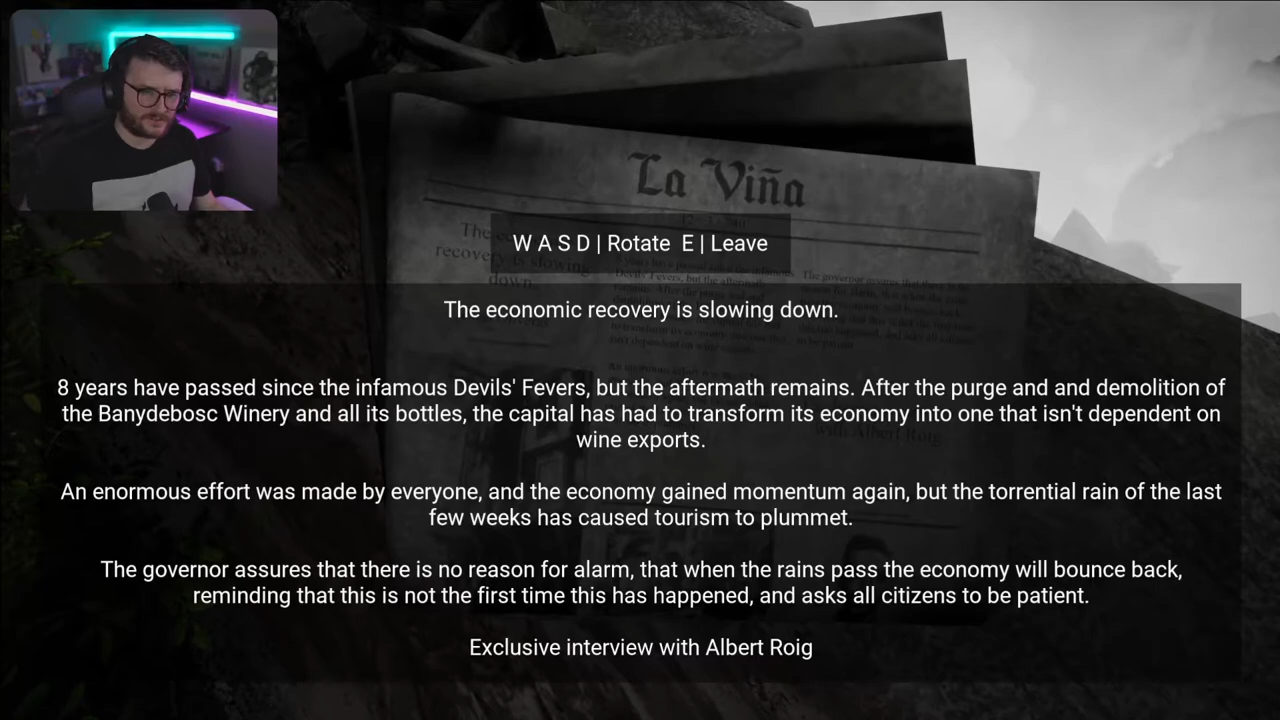 La Viña
W A S D | Rotate E | Leave
The economic recovery is slowing down.
8 years have passed since the infamous Devils' Fevers, but the aftermath remains. After the purge and and demolition of
the Banydebosc Winery and all its bottles, the capital has had to transform its economy into one that isn't dependent on
wine exports.
An enormous effort was made by everyone, and the economy gained momentum again, but the torrential rain of the last
few weeks has caused tourism to plummet.
The governor assures that there is no reason for alarm, that when the rains pass the economy will bounce back,
reminding that this is not the first time this has happened, and asks all citizens to be patient.
Exclusive interview with Albert Roig